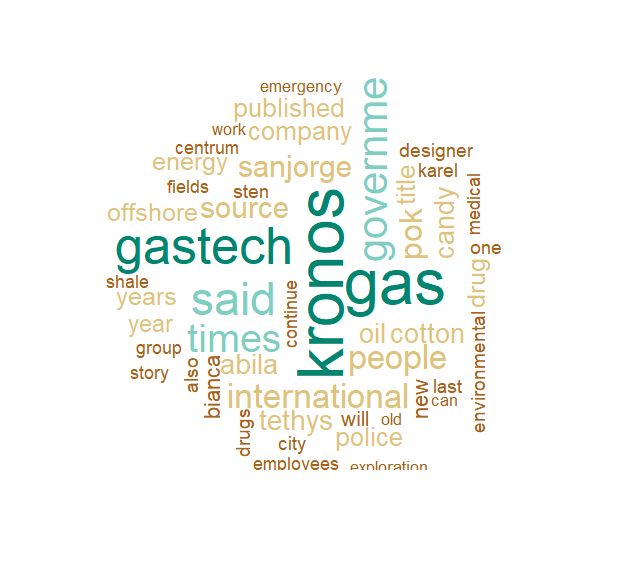 emergency
published
work company
centrum
energy sanjorge
governme
designer
karel
fields sten
title
medical
offshore source
pok
candy
kronos
gastech
one
gas
drug
shale
years
said
continue
year
times
oil cotton
environmental
group
people
story
also
bianca
abila
international
new
last
can
tethys
will
old
drugs
city
police
employees
exploration